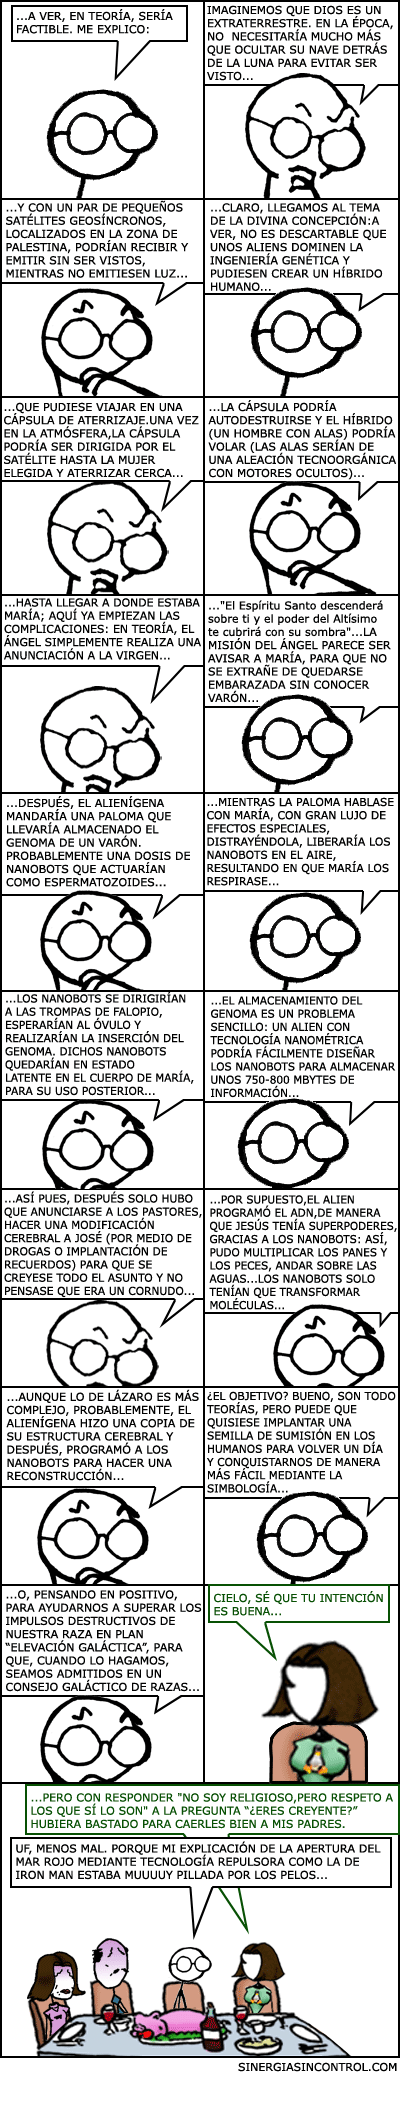 ...A VER, EN TEORÍA, SERÍA
FACTIBLE. ME EXPLICO:
IMAGINEMOS QUE DIOS ES UN
EXTRATERRESTRE. EN LA ÉPOCA,
NO NECESITARÍA MUCHO MÁS
QUE OCULTAR SU NAVE DETRÁS
DE LA LUNA PARA EVITAR SER
VISTO...
...Y CON UN PAR DE PEQUEÑOS
SATÉLITES GEOSÍNCROÑOS,
LOCALIZADOS EN LA ZONA DE
PALESTINA, PODRÍAN RECIBIR Y
EMITIR SIN SER VISTOS,
MIENTRAS NO EMITIESEN LUZ...
...CLARO, LLEGAMOS AL TEMA
DE LA DIVINA CONCEPCIÓN:A
VER, NO ES DESCARTABLE QUE
UNOS ALIENS DOMINEN LA
INGENIERÍA GENÉTICA Y
PUDIESEN CREAR UN HÍBRIDO
HUMANO...
...QUE PUDIESE VIAJAR EN UNA
CÁPSULA DE ATERRIZAJE.UNA VEZ
EN LA ATMÓSFERA,LA CÁPSULA
PODRÍA SER DIRIGIDA POR EL
SATÉLITE HASTA LA MUJER
ELEGIDA Y ATERRIZAR CERCA...
...LA CÁPSULA PODRÍA
AUTODESTRUIRSE Y EL HÍBRIDO
(UN HOMBRE CON ALAS) PODRÍA
VOLAR (LAS ALAS SERÍAN DE
UNA ALEACIÓN TECNOORGÁNICA
CON MOTORES OCULTOS)...
...HASTA LLEGAR A DONDE ESTABA
MARÍA; AQUÍ YA EMPIEZAN LAS
COMPLICACIONES: EN TEORÍA, EL
ÁNGEL SIMPLEMENTE REALIZA UNA
ANUNCIACIÓN A LA VIRGEN...
..."El Espíritu Santo descenderá
sobre ti y el poder del Altísimo
te cubrirá con su sombra"...LA
MISIÓN DEL ÁNGEL PARECE SER
AVISAR A MARÍA, PARA QUE NO
SE EXTRAÑE DE QUEDARSE
EMBARAZADA SIN CONOCER
VARÓN...
...DESPUÉS, EL ALIENÍGENA
MANDARÍA UNA PALOMA QUE
LLEVARÍA ALMACENADO EL
GENOMA DE UN VARÓN.
PROBABLEMENTE UNA DOSIS DE
NANOBOTS QUE ACTUARÍAN
COMO ESPERMATOZOIDES...
...MIENTRAS LA PALOMA HABLASE
CON MARÍA, CON GRAN LUJO DE
EFECTOS ESPECIALES,
DISTRAYÉNDOLA, LIBERARÍA LOS
NANOBOTS EN EL AIRE,
RESULTANDO EN QUE MARÍA LOS
RESPIRASE...
...LOS NANOBOTS SE DIRIGIRÍAN
A LAS TROMPAS DE FALOPIO,
ESPERARÍAN AL ÓVULO Y
REALIZARÍAN LA INSERCIÓN DEL
GENOMA. DICHOS NANOBOTS
QUEDARÍAN EN ESTADO
LATENTE EN EL CUERPO DE MARÍA,
PARA SU USO POSTERIOR...
...EL ALMACENAMIENTO DEL
GENOMA ES UN PROBLEMA
SENCILLO: UN ALIEN CON
TECNOLOGÍA NANOMÉTRICA
PODRÍA FÁCILMENTE DISEÑAR
LOS NANOBOTS PARA ALMACENAR
UNOS 750-800 MBYTES DE
INFORMACIÓN...
...ASÍ PUES, DESPUÉS SOLO HUBO
QUE ANUNCIARSE A LOS PASTORES,
HACER UNA MODIFICACIÓN
CEREBRAL A JOSÉ (POR MEDIO DE
DROGAS O IMPLANTACIÓN DE
RECUERDOS) PARA QUE SE
CREYESE TODO EL ASUNTO Y NO
PENSASE QUE ERA UN CORNUDO...
...POR SUPUESTO,EL ALIEN
PROGRAMÓ EL ADN,DE MANERA
QUE JESÚS TENÍA SUPERPODERES,
GRACIAS A LOS NANOBOTS: ASÍ,
PUDO MULTIPLICAR LOS PANES Y
LOS PECES, ANDAR SOBRE LAS
AGUAS...LOS NANOBOTS SOLO
TENÍAN QUE TRANSFORMAR
MOLÉCULAS...
...AUNQUE LO DE LÁZARO ES MÁS
COMPLEJO, PROBABLEMENTE, EL
ALIENÍGENA HIZO UNA COPIA DE
SU ESTRUCTURA CEREBRAL Y
DESPUÉS, PROGRAMÓ A LOS
NANOBOTS PARA HACER UNA
RECONSTRUCCIÓN...
¿EL OBJETIVO? BUENO, SON TODO
TEORÍAS, PERO PUEDE QUE
QUISIESE IMPLANTAR UNA
SEMILLA DE SUMISIÓN EN LOS
HUMANOS PARA VOLVER UN DÍA
Y CONQUISTARNOS DE MANERA
MÁS FÁCIL MEDIANTE LA
SIMBOLOGÍA...
...O, PENSANDO EN POSITIVO,
PARA AYUDARNOS A SUPERAR LOS
IMPULSOS DESTRUCTIVOS DE
NUESTRA RAZA EN PLAN
“ELEVACIÓN GALÁCTICA”, PARA
QUE, CUANDO LO HAGAMOS,
SEAMOS ADMITIDOS EN UN
CONSEJO GALÁCTICO DE RAZAS...
CIELO, SÉ QUE TU INTENCIÓN
ES BUENA...
...PERO CON RESPONDER "NO SOY RELIGIOSO,PERO RESPETO A
LOS QUE SÍ LO SON" A LA PREGUNTA “¿ERES CREYENTE?”
HUBIERA BASTADO PARA CAERLES BIEN A MIS PADRES.
UF, MENOS MAL. PORQUE MI EXPLICACIÓN DE LA APERTURA DEL
MAR ROJO MEDIANTE TECNOLOGÍA REPULSORA COMO LA DE
IRON MAN ESTABA MUUUUY PILLADA POR LOS PELOS...
SINERGIASINCONTROL.COM